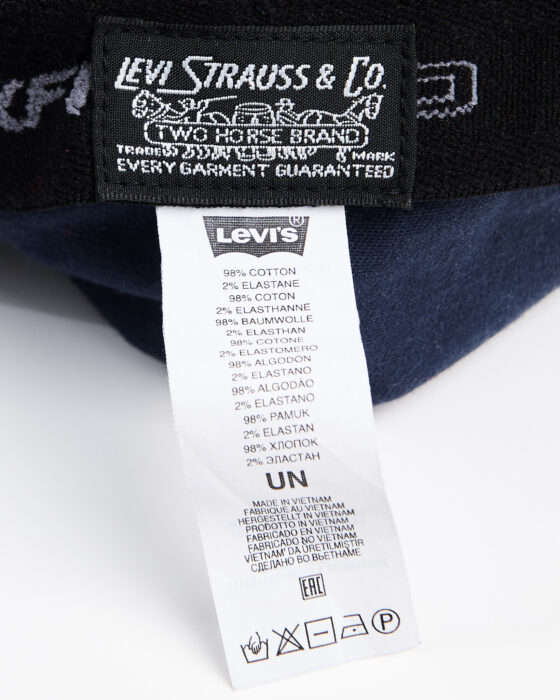 LEVI STRAUSS & CO.
TWO HORSE BRAND
TRADE MARK
EVERY GARMENT GUARANTEED
LEVI'S®
98% COTTON
2% ELASTANE
98% COTON
2% ELASTHANNE
98% BAUMWOLLE
2% ELASTHAN
98% COTONE
2% ELASTOMERO
98% ALGODÓN
2% ELASTANO
98% ALGODÃO
2% ELASTANO
98% PAMUK
2% ELASTAN
98% ХЛОПОК
2% ЭЛАСТАН
UN
MADE IN VIETNAM
FABRIQUE AU VIETNAM
HERGESTELLT IN VIETNAM
PRODOTTO IN VIETNAM
FABRICADO EN VIETNAM
FABRICADO NO VIETNAM
VIETNAM' DA ÜRETILMIŞTIR
СДЕЛАНО ВО ВЬЕТНАМЕ
EAC
P